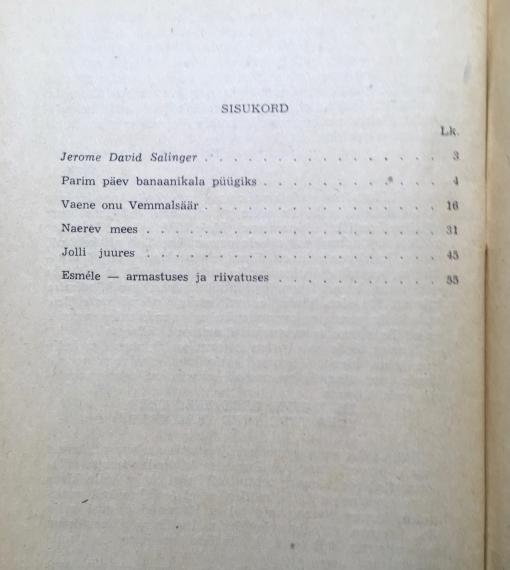 SISUKORD
Lk.
Jerome David Salinger . . . . . . . . . . . . . . 3
Parim päev banaanikala püügiks . . . . . . . . . . 4
Vaene onu Vemmalsäär . . . . . . . . . . . . . . 16
Naerev mees . . . . . . . . . . . . . . . . . 31
Jolli juures . . . . . . . . . . . . . . . . . 45
Esméle — armastuses ja riivatuses . . . . . . . . . 55